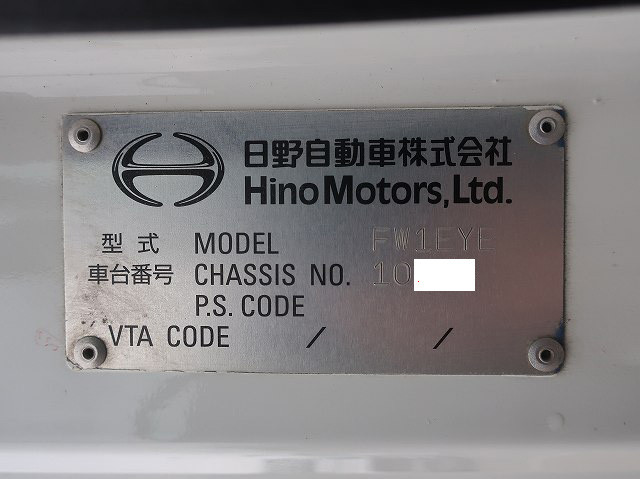 日野自動車株式会社
Hino Motors, Ltd.
型式 MODEL FW1EYE
車台番号 CHASSIS NO. 10
P.S. CODE
VTA CODE / /